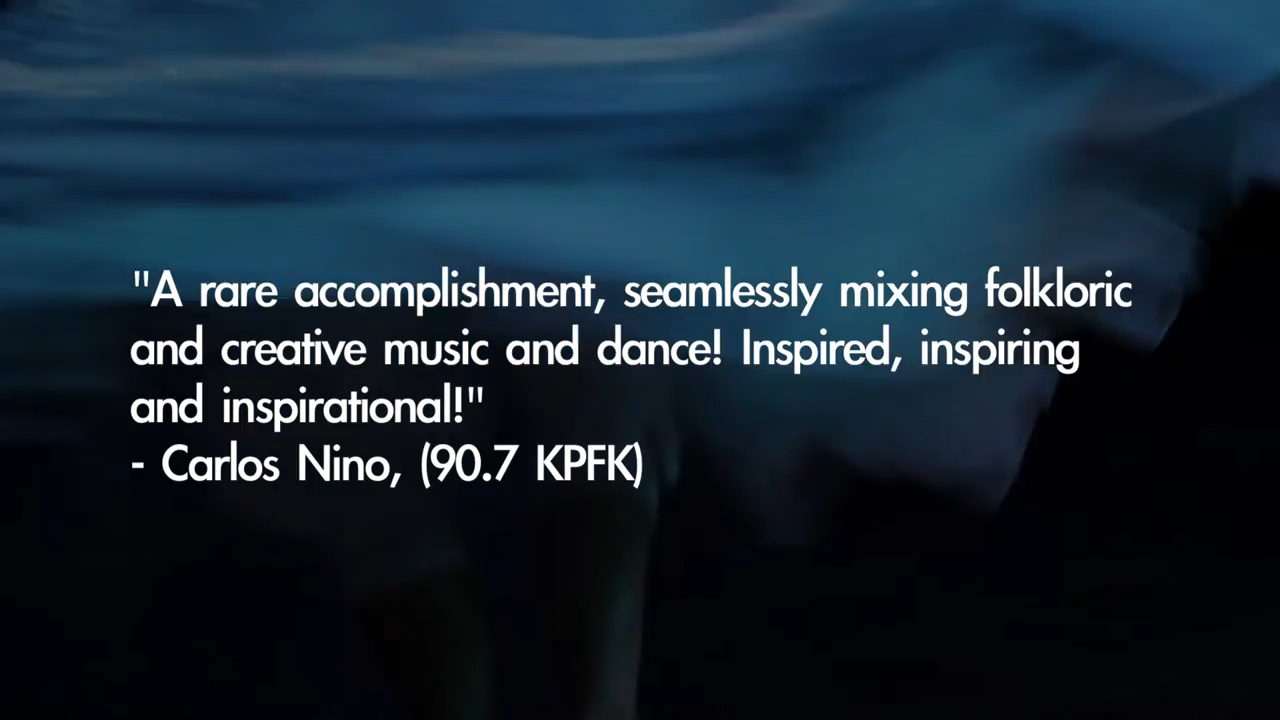 "A rare accomplishment, seamlessly mixing folkloric
and creative music and dance! Inspired, inspiring
and inspirational!"
- Carlos Nino, (90.7 KPFK)